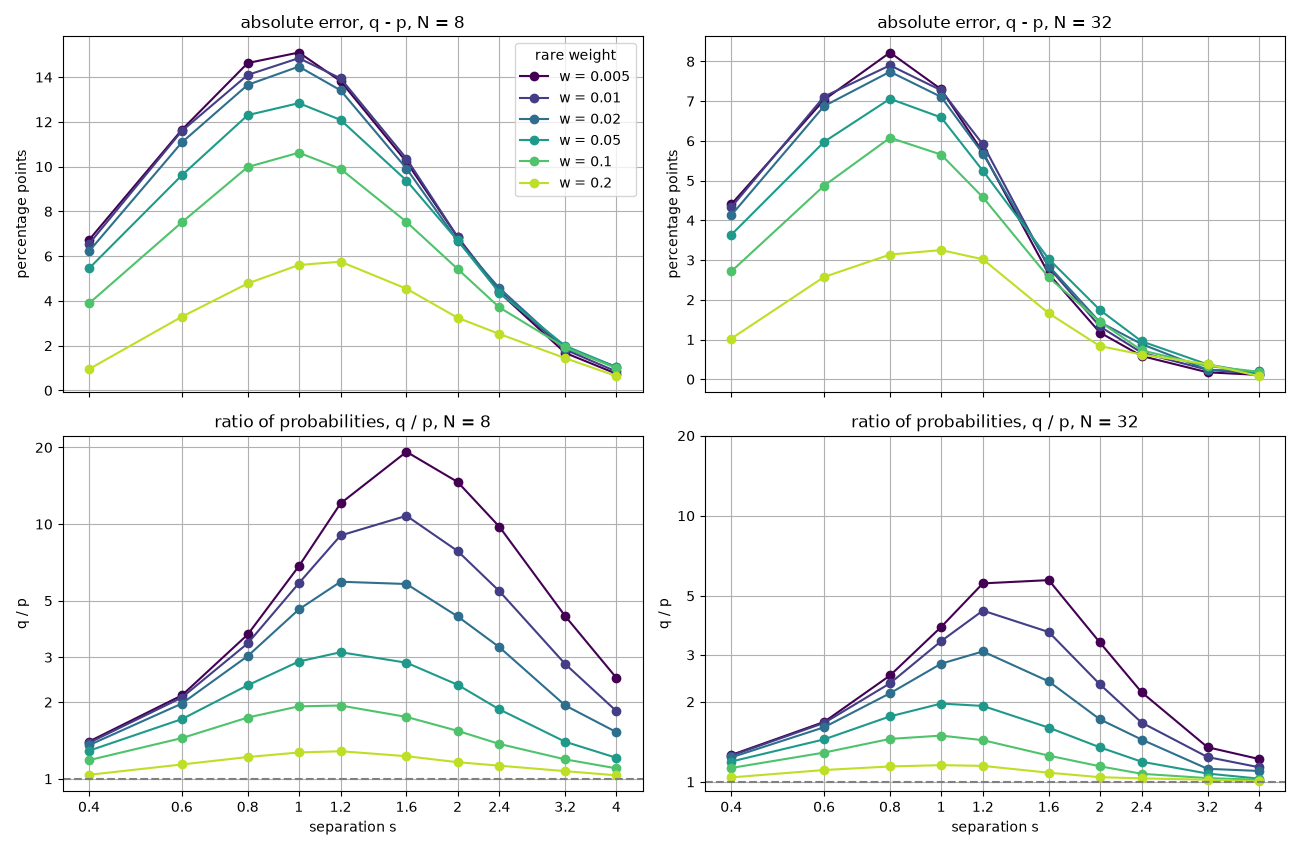 absolute error, q - p, N = 8
percentage points
14
12
10
8
6
4
2
0
rare weight
w = 0.005
w = 0.01
w = 0.02
w = 0.05
w = 0.1
w = 0.2
absolute error, q - p, N = 32
percentage points
8
7
6
5
4
3
2
1
0
ratio of probabilities, q / p, N = 8
q / p
20
10
5
3
2
1
0.4 0.6 0.8 1 1.2 1.6 2 2.4 3.2 4
separation s
ratio of probabilities, q / p, N = 32
q / p
20
10
5
3
2
1
0.4 0.6 0.8 1 1.2 1.6 2 2.4 3.2 4
separation s